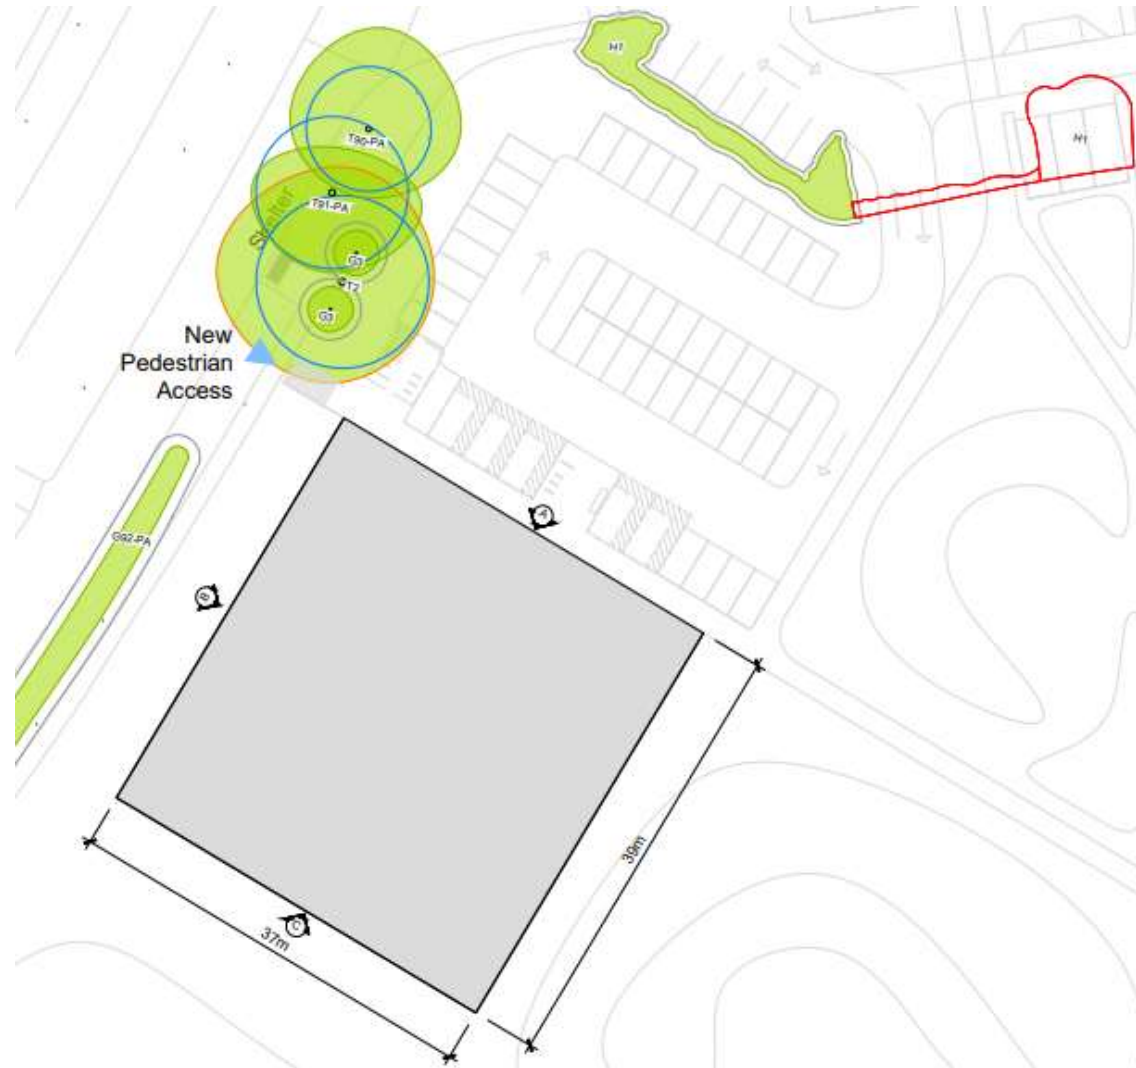 H1
H1
T90-PA
T91-PA
Shelter
G3
T2
G3
New
Pedestrian
Access
G92-PA
A
B
39m
C
37m